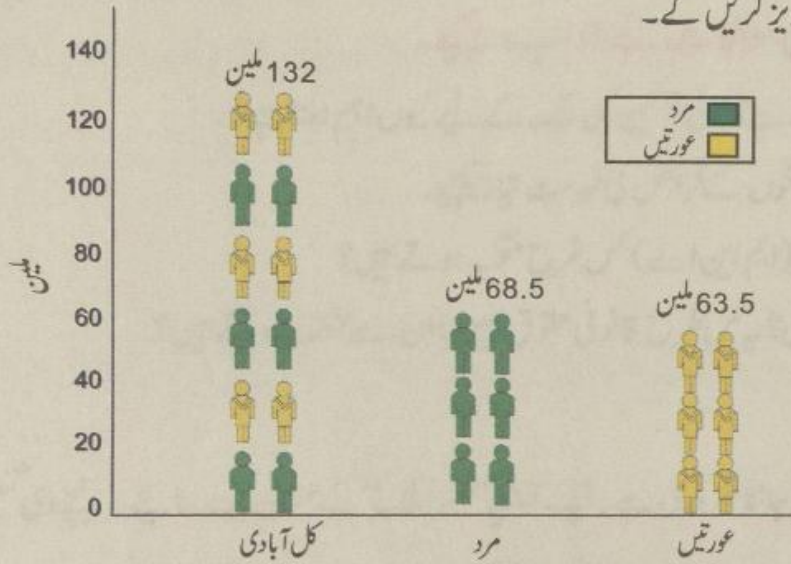 کریں گے۔
مرد
عورتیں
ملین
140
120
100
80
60
40
20
0
132 ملین
68.5 ملین
63.5 ملین
کل آبادی
مرد
عورتیں